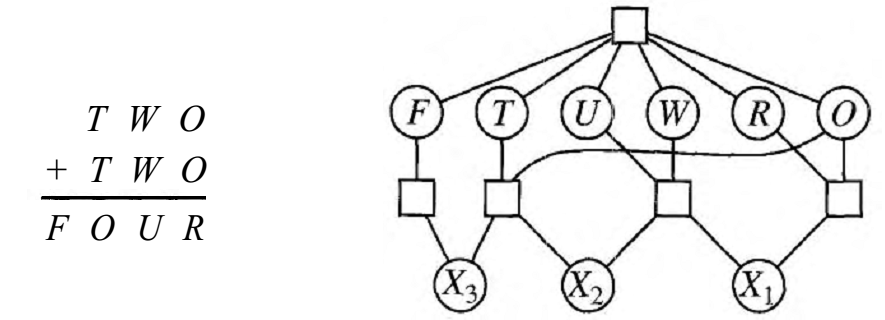 T W O
+ T W O
F O U R
F T U W R O
X₃ X₂ X₁